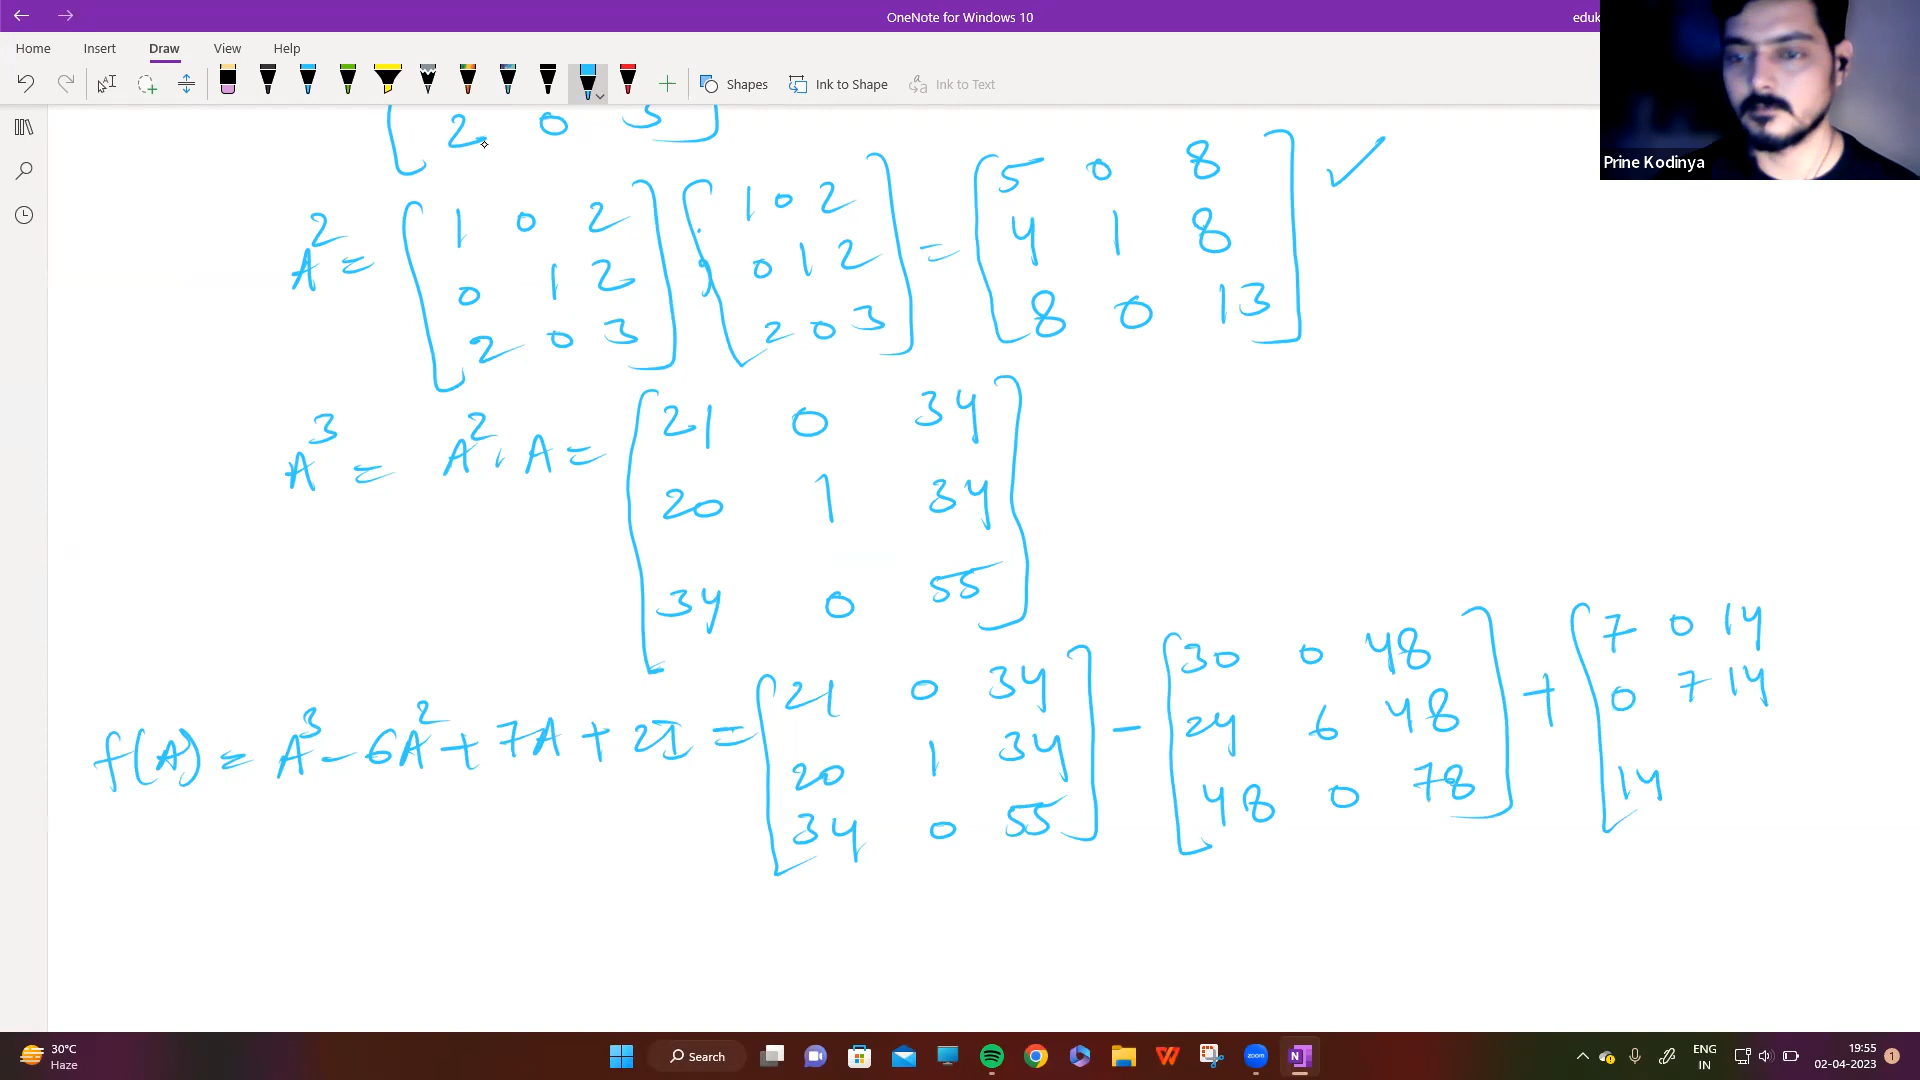 OneNote for Windows 10
eduk
Home Insert Draw View Help
Shapes Ink to Shape Ink to Text
Prine Kodinya
2 0 3
A² = [1 0 2] [1 0 2] = [5 0 8] ✓
[0 1 2] [0 1 2] [4 1 8]
[2 0 3] [2 0 3] [8 0 13]
A³ = A² . A = [21 0 34]
[20 1 34]
[34 0 55]
f(A) = A³ - 6A² + 7A + 2I = [21 0 34] - [30 0 48] + [7 0 14
[20 1 34] [24 6 48] 0 7 14
[34 0 55] [48 0 78] 14
30°C
Haze
Search
zoom
N
ENG
IN
19:55
02-04-2023
1